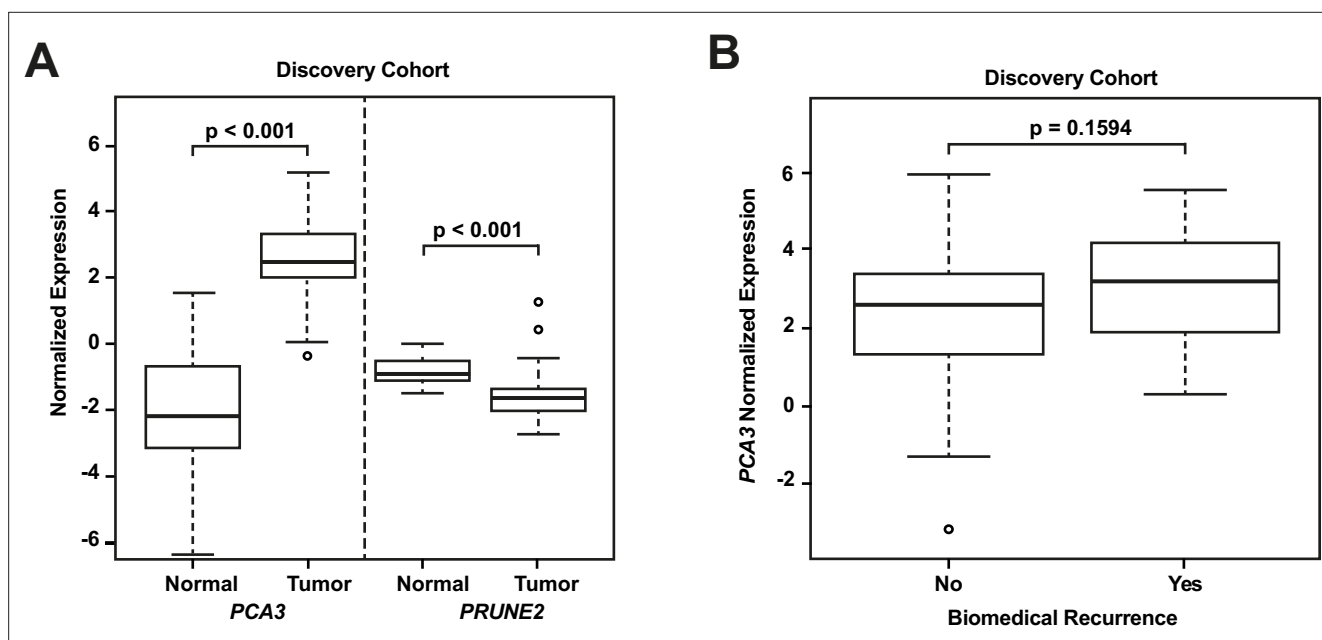 A
Discovery Cohort
Normalized Expression
6
4
2
0
-2
-4
-6
p < 0.001
p < 0.001
Normal Tumor Normal Tumor
PCA3 PRUNE2
B
Discovery Cohort
PCA3 Normalized Expression
6
4
2
0
-2
p = 0.1594
No Yes
Biomedical Recurrence